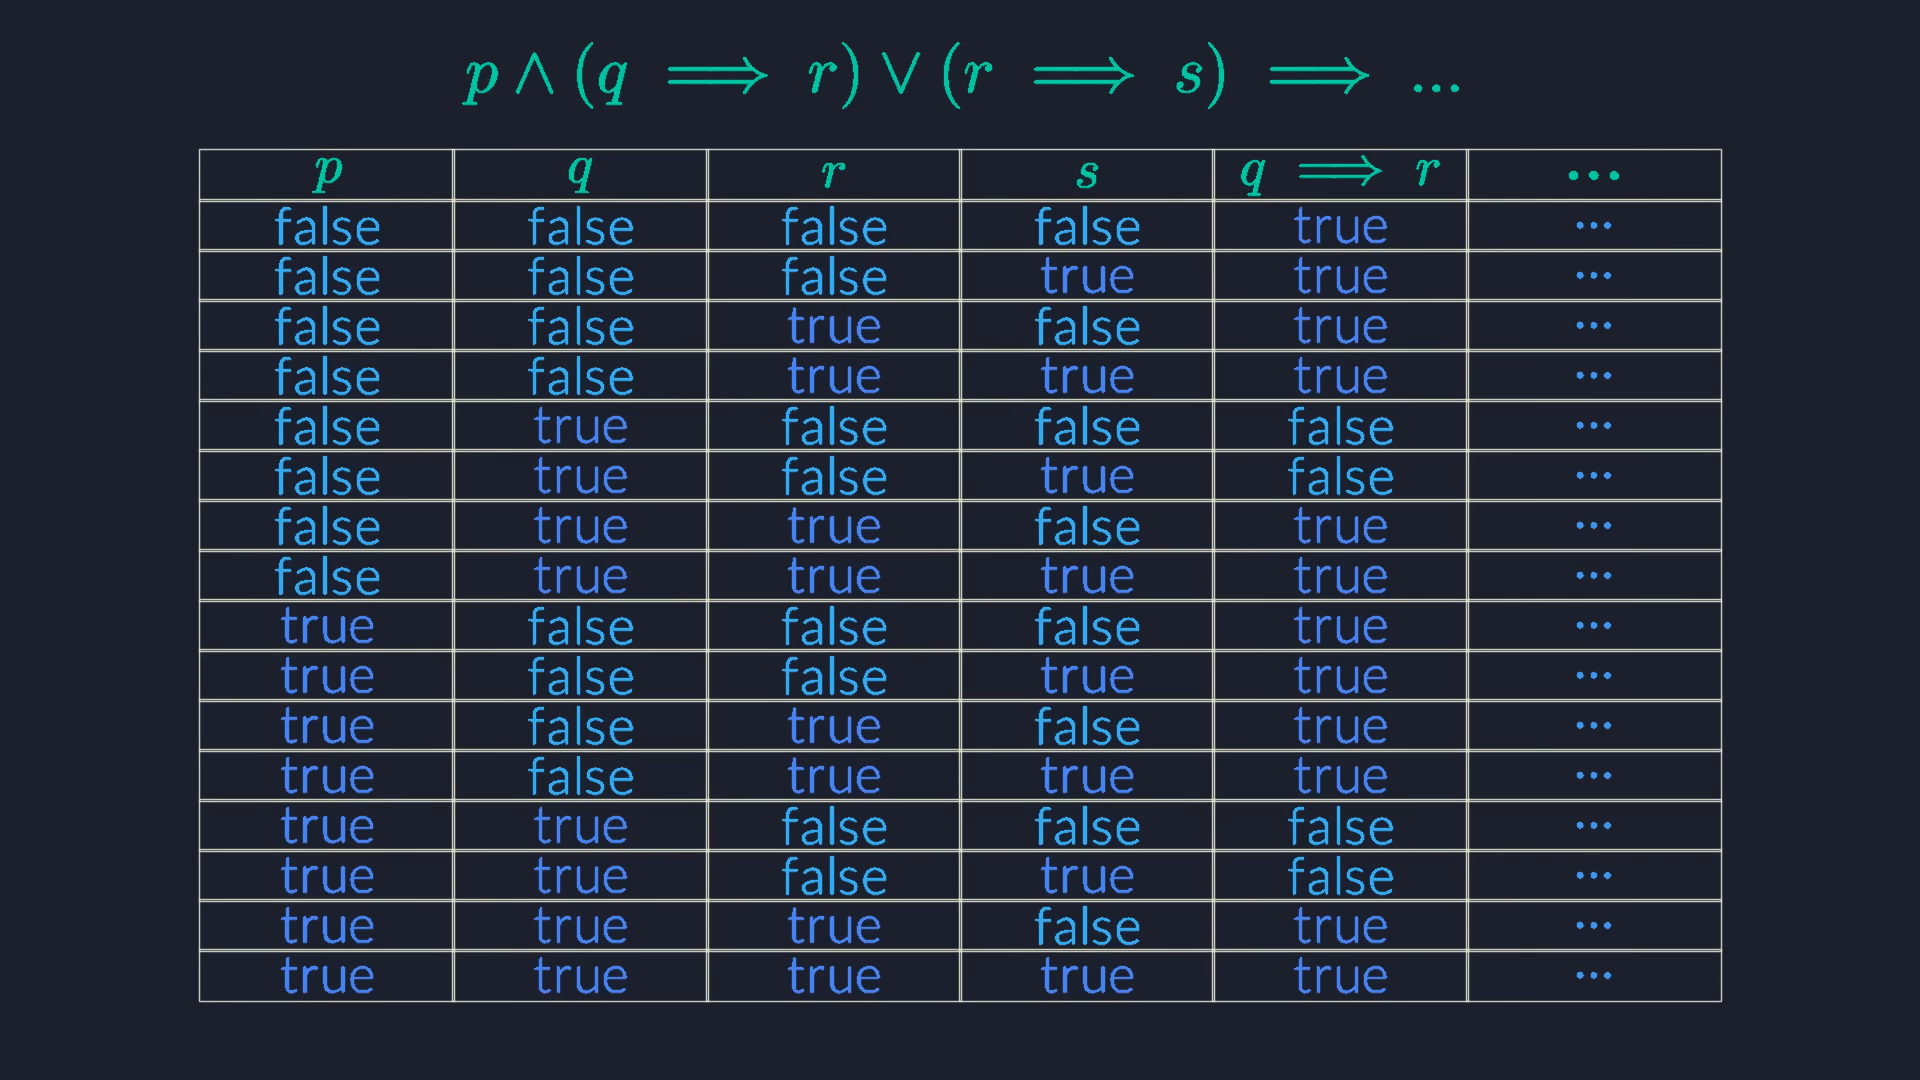 p ∧ (q ⟹ r) ∨ (r ⟹ s) ⟹ ...
p q r s q ⟹ r ...
false false false false true ...
false false false true true ...
false false true false true ...
false false true true true ...
false true false false false ...
false true false true false ...
false true true false true ...
false true true true true ...
true false false false true ...
true false false true true ...
true false true false true ...
true false true true true ...
true true false false false ...
true true false true false ...
true true true false true ...
true true true true true ...